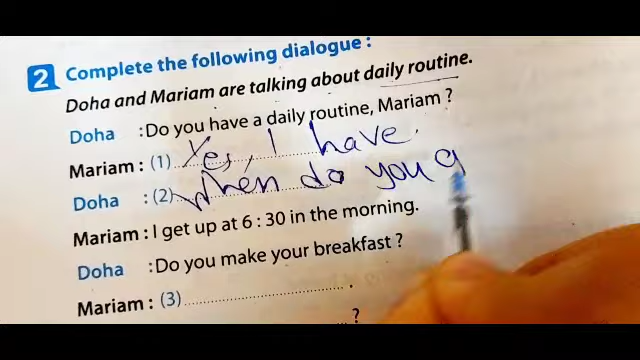 2 Complete the following dialogue :
Doha and Mariam are talking about daily routine.
Doha : Do you have a daily routine, Mariam ?
Mariam : (1) Yes, I have.
Doha : (2) When do you g
Mariam : I get up at 6 : 30 in the morning.
Doha : Do you make your breakfast ?
Mariam : (3) .................................................. .
?